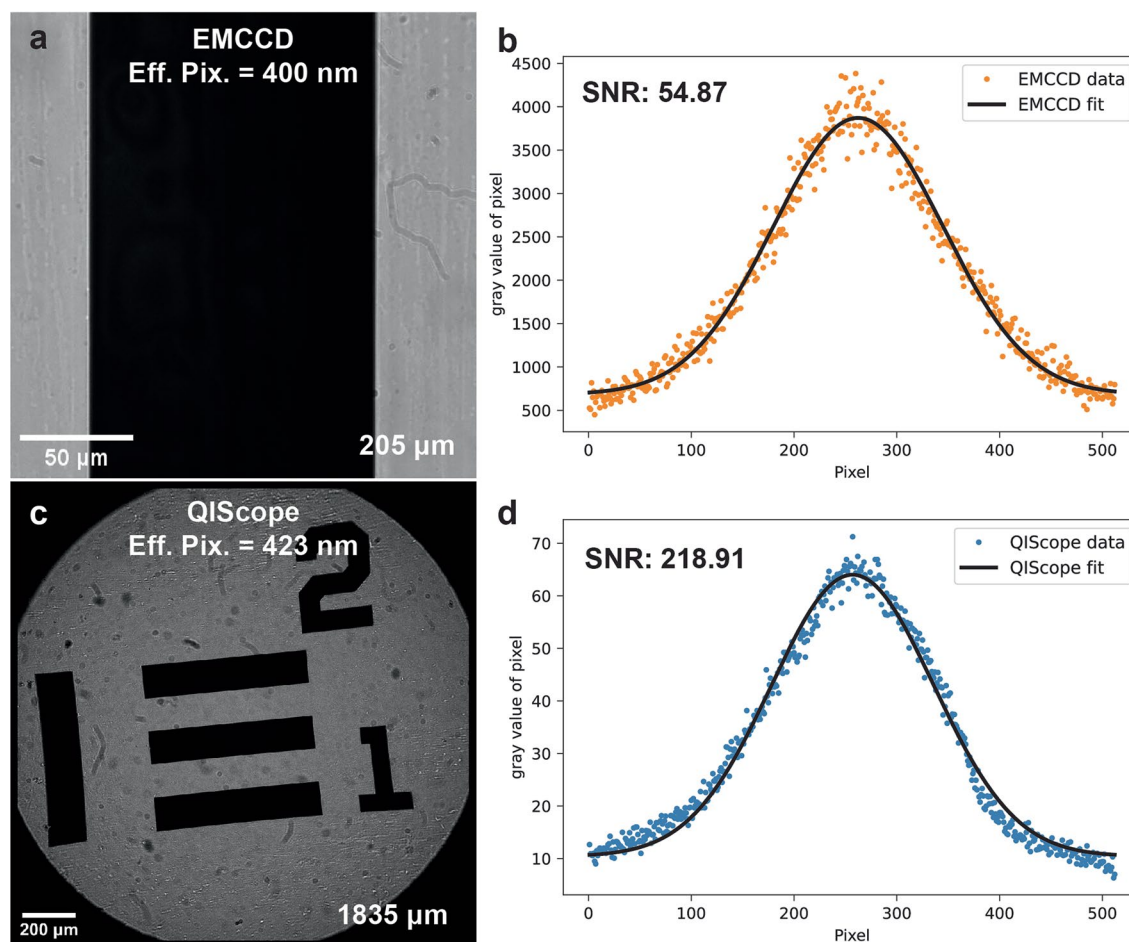 a
EMCCD
Eff. Pix. = 400 nm
50 µm
205 µm
b
SNR: 54.87
EMCCD data
EMCCD fit
gray value of pixel
4500
4000
3500
3000
2500
2000
1500
1000
500
0 100 200 300 400 500
Pixel
c
QIScope
Eff. Pix. = 423 nm
2
1
200 µm
1835 µm
d
SNR: 218.91
QIScope data
QIScope fit
gray value of pixel
70
60
50
40
30
20
10
0 100 200 300 400 500
Pixel